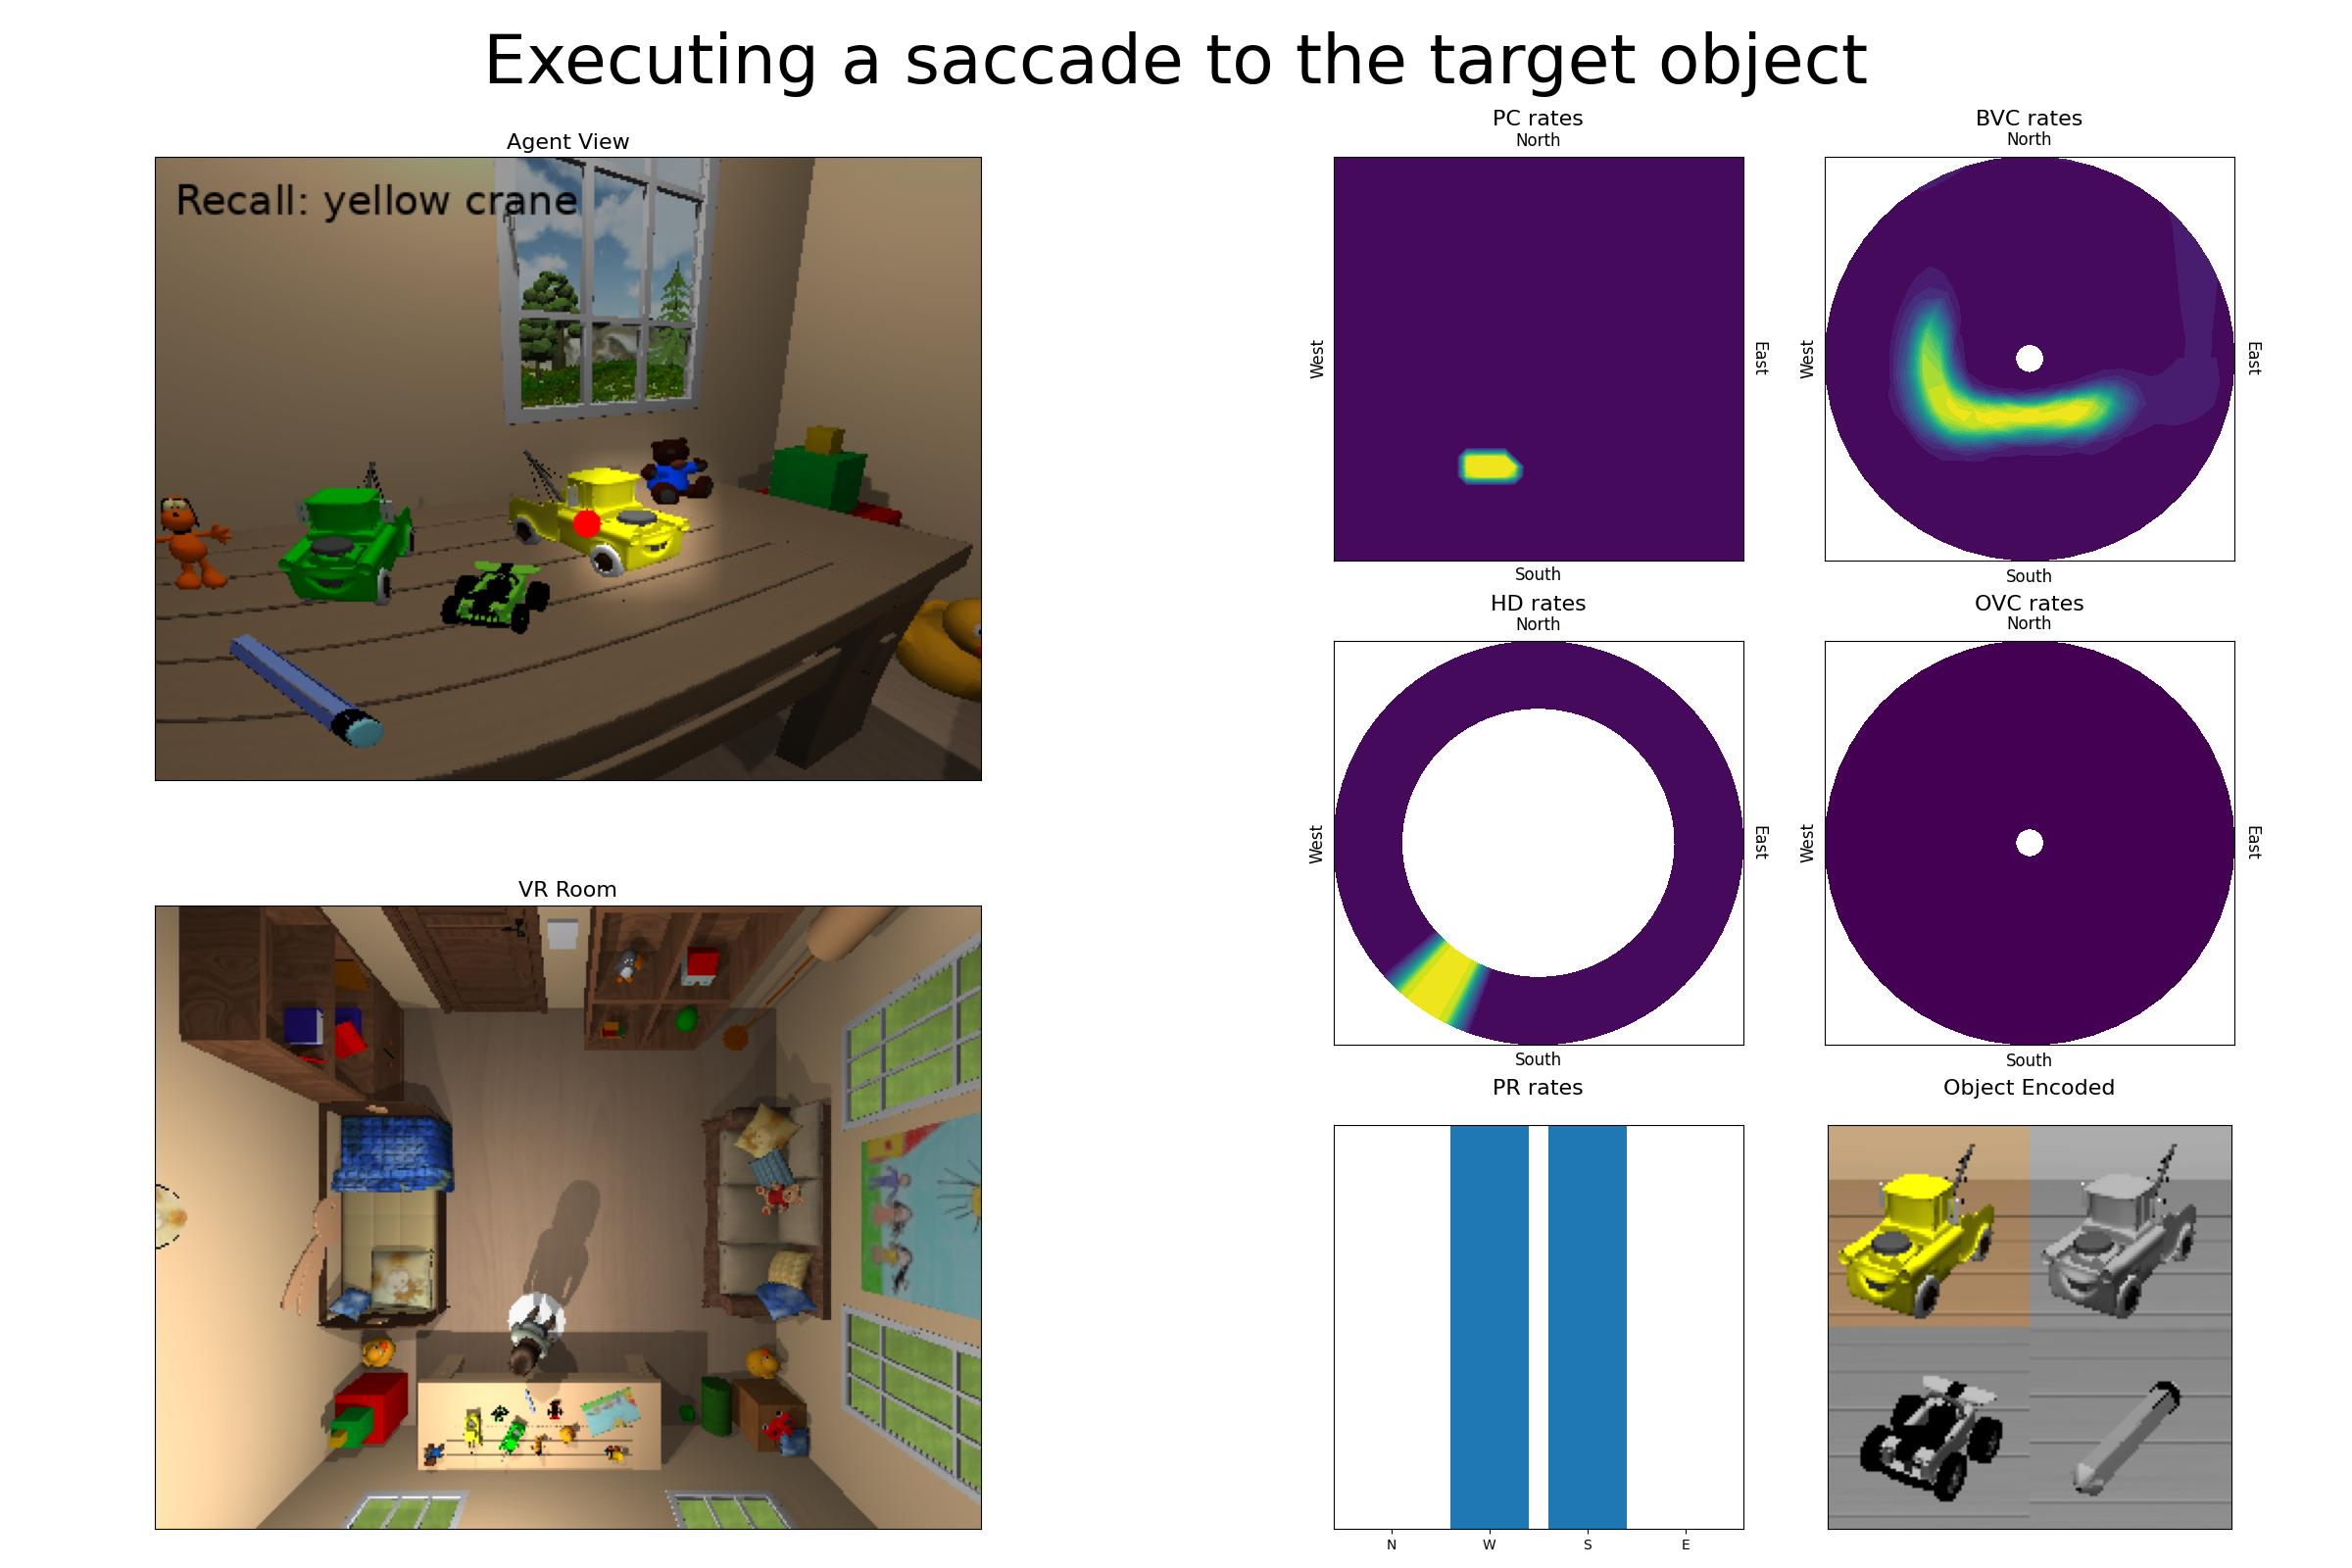 Executing a saccade to the target object
Agent View
Recall: yellow crane
VR Room
PC rates
North
West
East
South
BVC rates
North
West
East
South
HD rates
North
West
East
South
OVC rates
North
West
East
South
PR rates
N W S E
Object Encoded